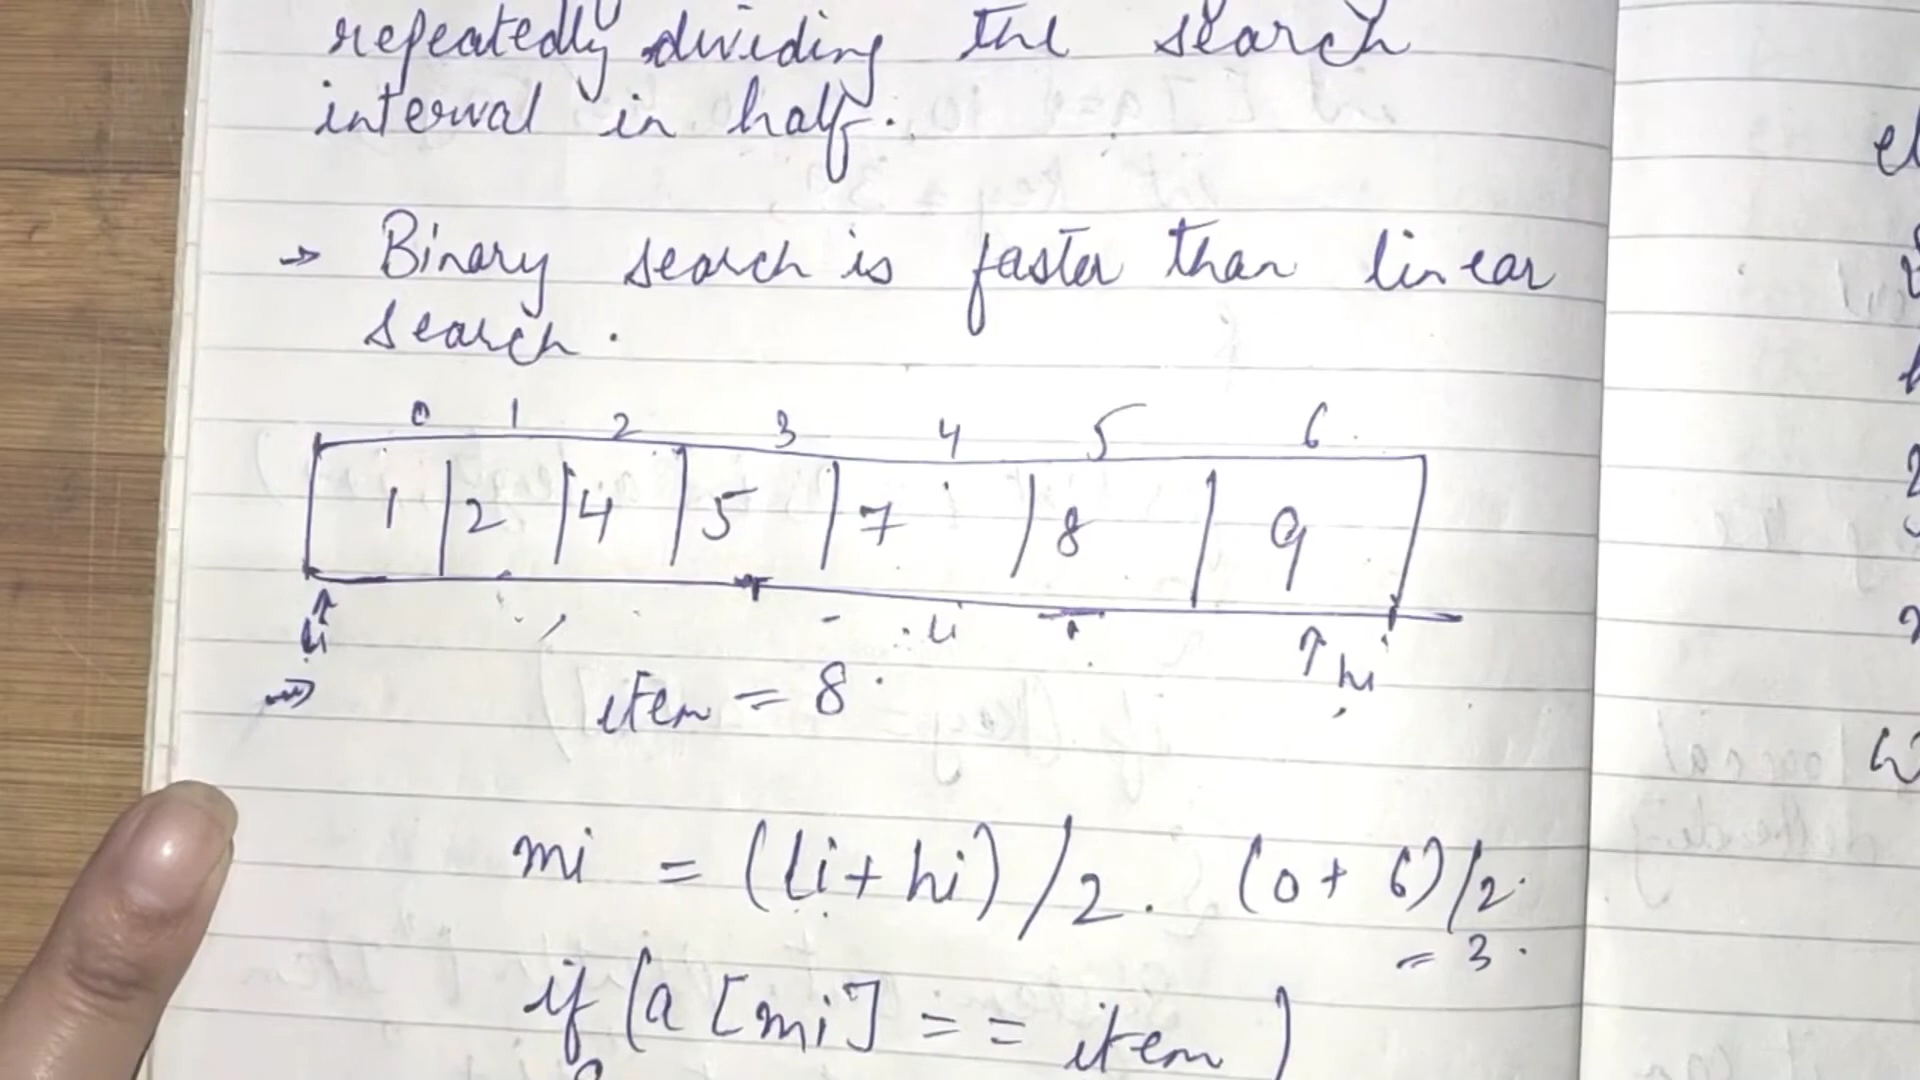 repeatedly dividing the search
interval in half.
→ Binary search is faster than linear
search.
0 1 2 3 4 5 6
1 2 4 5 7 8 9
li li hi
item = 8
mi = (li + hi) / 2. (0 + 6) / 2.
= 3.
if (a [mi] == item)